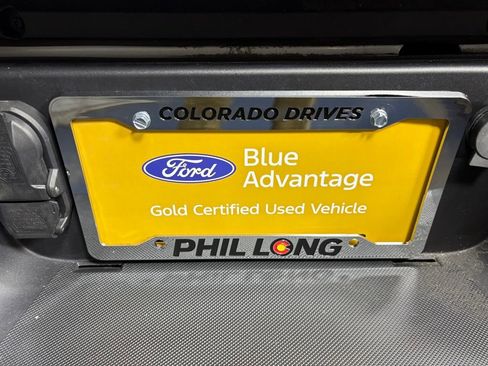 COLORADO DRIVES
Ford
Blue
Advantage
Gold Certified Used Vehicle
PHIL LONG